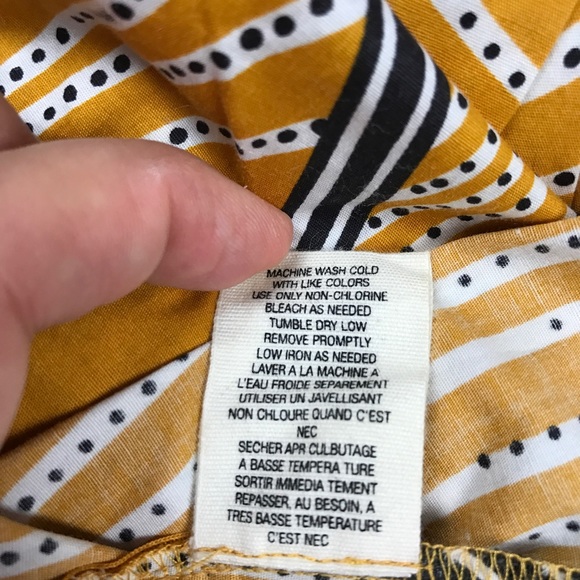 MACHINE WASH COLD
WITH LIKE COLORS
USE ONLY NON-CHLORINE
BLEACH AS NEEDED
TUMBLE DRY LOW
REMOVE PROMPTLY
LOW IRON AS NEEDED
LAVER A LA MACHINE A
L'EAU FROIDE SEPAREMENT
UTILISER UN JAVELLISANT
NON CHLOURE QUAND C'EST
NEC
SECHER APR CULBUTAGE
A BASSE TEMPERA TURE
SORTIR IMMEDIA TEMENT
REPASSER, AU BESOIN, A
TRES BASSE TEMPERATURE
C'EST NEC